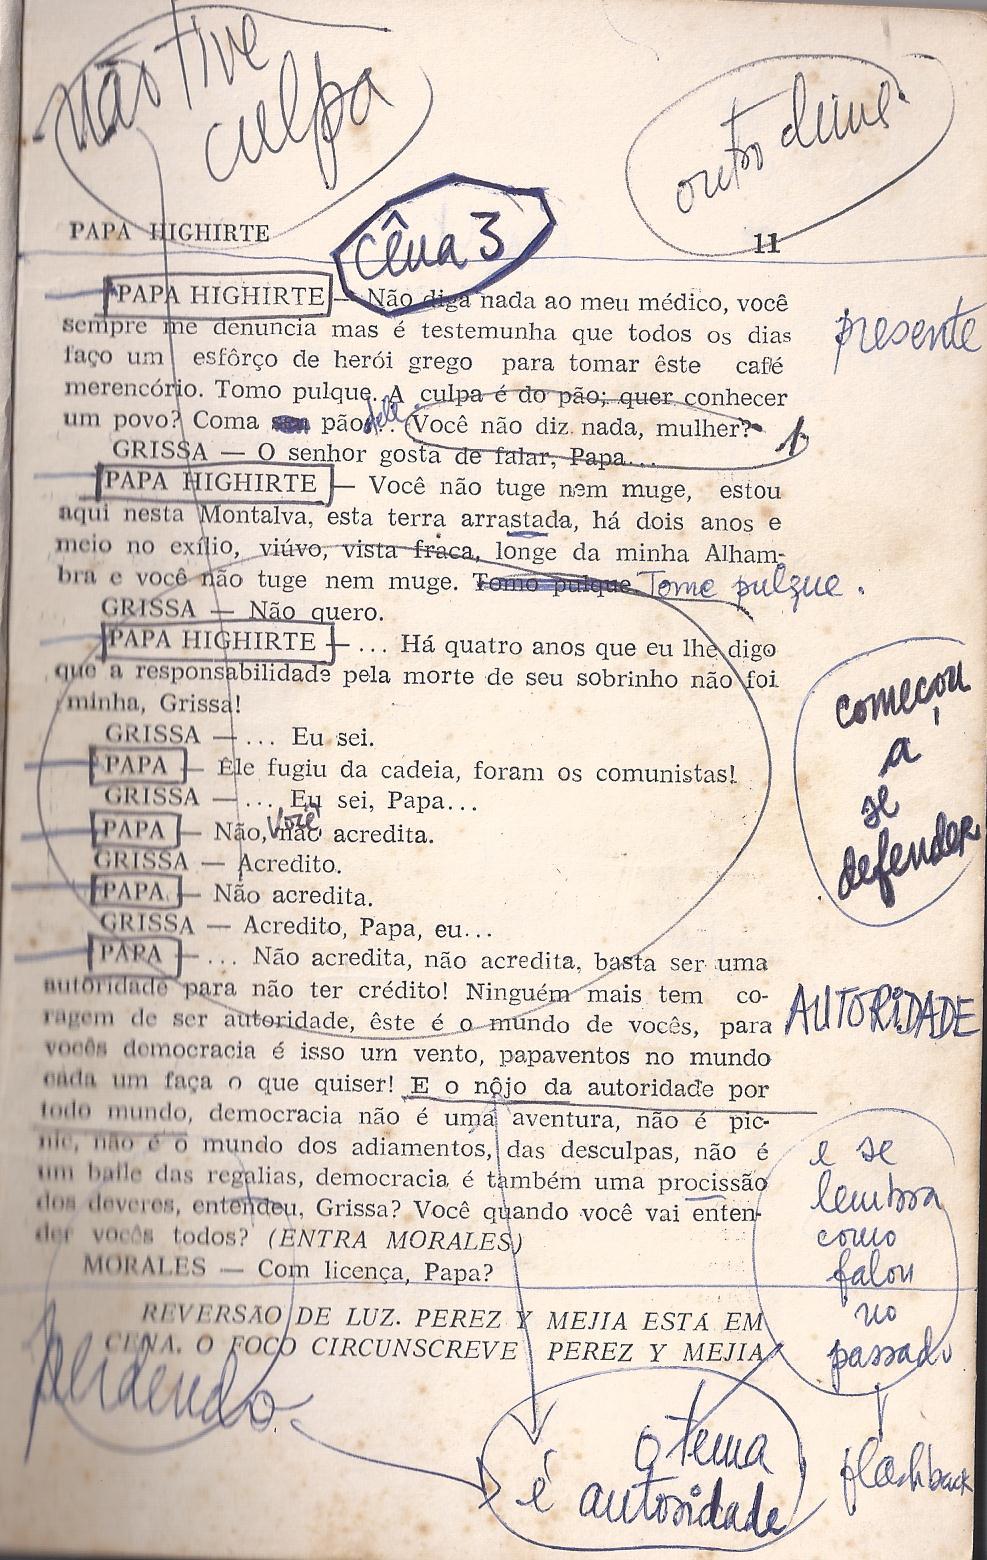 não tive
culpa
outro
PAPA HIGHIRTE
cêna 3
11
PAPA HIGHIRTE — Não diga nada ao meu médico, você
presente
sempre me denuncia mas é testemunha que todos os dias
faço um esfôrço de herói grego para tomar êste café
merencório. Tomo pulque. A culpa é do pão; quer conhecer
um povo? Coma pão dele. Você não diz nada, mulher?
GRISSA — O senhor gosta de falar, Papa...
PAPA HIGHIRTE — Você não tuge nem muge, estou
aqui nesta Montalva, esta terra arrastada, há dois anos e
meio no exílio, viúvo, vista fraca, longe da minha Alham-
bra e você não tuge nem muge. Tomo pulque. Tome pulque.
GRISSA — Não quero.
PAPA HIGHIRTE — ... Há quatro anos que eu lhe digo
que a responsabilidade pela morte de seu sobrinho não foi
minha, Grissa!
começou
a
se
defender
GRISSA — ... Eu sei.
PAPA — Êle fugiu da cadeia, foram os comunistas!
GRISSA — ... Eu sei, Papa...
PAPA — Não, você não acredita.
GRISSA — Acredito.
PAPA — Não acredita.
GRISSA — Acredito, Papa, eu...
PAPA — ... Não acredita, não acredita, basta ser uma
autoridade para não ter crédito! Ninguém mais tem co-
AUTORIDADE
ragem de ser autoridade, êste é o mundo de vocês, para
vocês democracia é isso um vento, papaventos no mundo
cada um faça o que quiser! E o nôjo da autoridade por
todo mundo, democracia não é uma aventura, não é pic-
nic, não é o mundo dos adiamentos, das desculpas, não é
um baile das regalias, democracia é também uma procissão
dos deveres, entendeu, Grissa? Você quando você vai enten-
der vocês todos? (ENTRA MORALES)
MORALES — Com licença, Papa?
e se
lembra
como
falou
no
passado
REVERSÃO DE LUZ. PEREZ Y MEJIA ESTÁ EM
CENA. O FOCO CIRCUNSCREVE PEREZ Y MEJIA
flashback
o tema
é autoridade